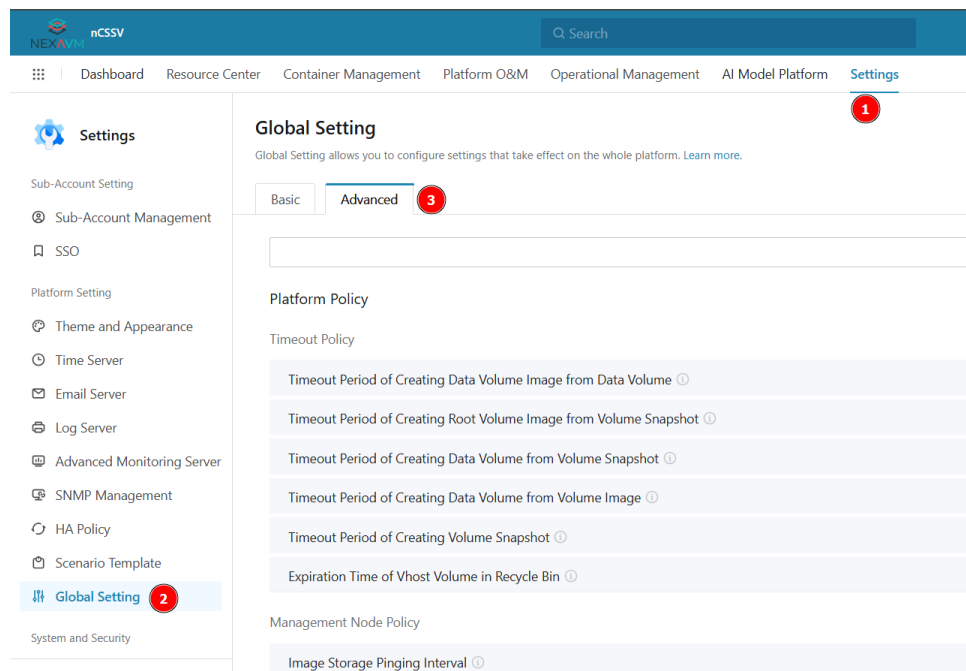 NEXAVM
nCSSV
Search
Dashboard Resource Center Container Management Platform O&M Operational Management AI Model Platform Settings
1
Settings
Sub-Account Setting
Sub-Account Management
SSO
Platform Setting
Theme and Appearance
Time Server
Email Server
Log Server
Advanced Monitoring Server
SNMP Management
HA Policy
Scenario Template
Global Setting 2
System and Security
Global Setting
Global Setting allows you to configure settings that take effect on the whole platform. Learn more.
Basic Advanced 3
Platform Policy
Timeout Policy
Timeout Period of Creating Data Volume Image from Data Volume
Timeout Period of Creating Root Volume Image from Volume Snapshot
Timeout Period of Creating Data Volume from Volume Snapshot
Timeout Period of Creating Data Volume from Volume Image
Timeout Period of Creating Volume Snapshot
Expiration Time of Vhost Volume in Recycle Bin
Management Node Policy
Image Storage Pinging Interval